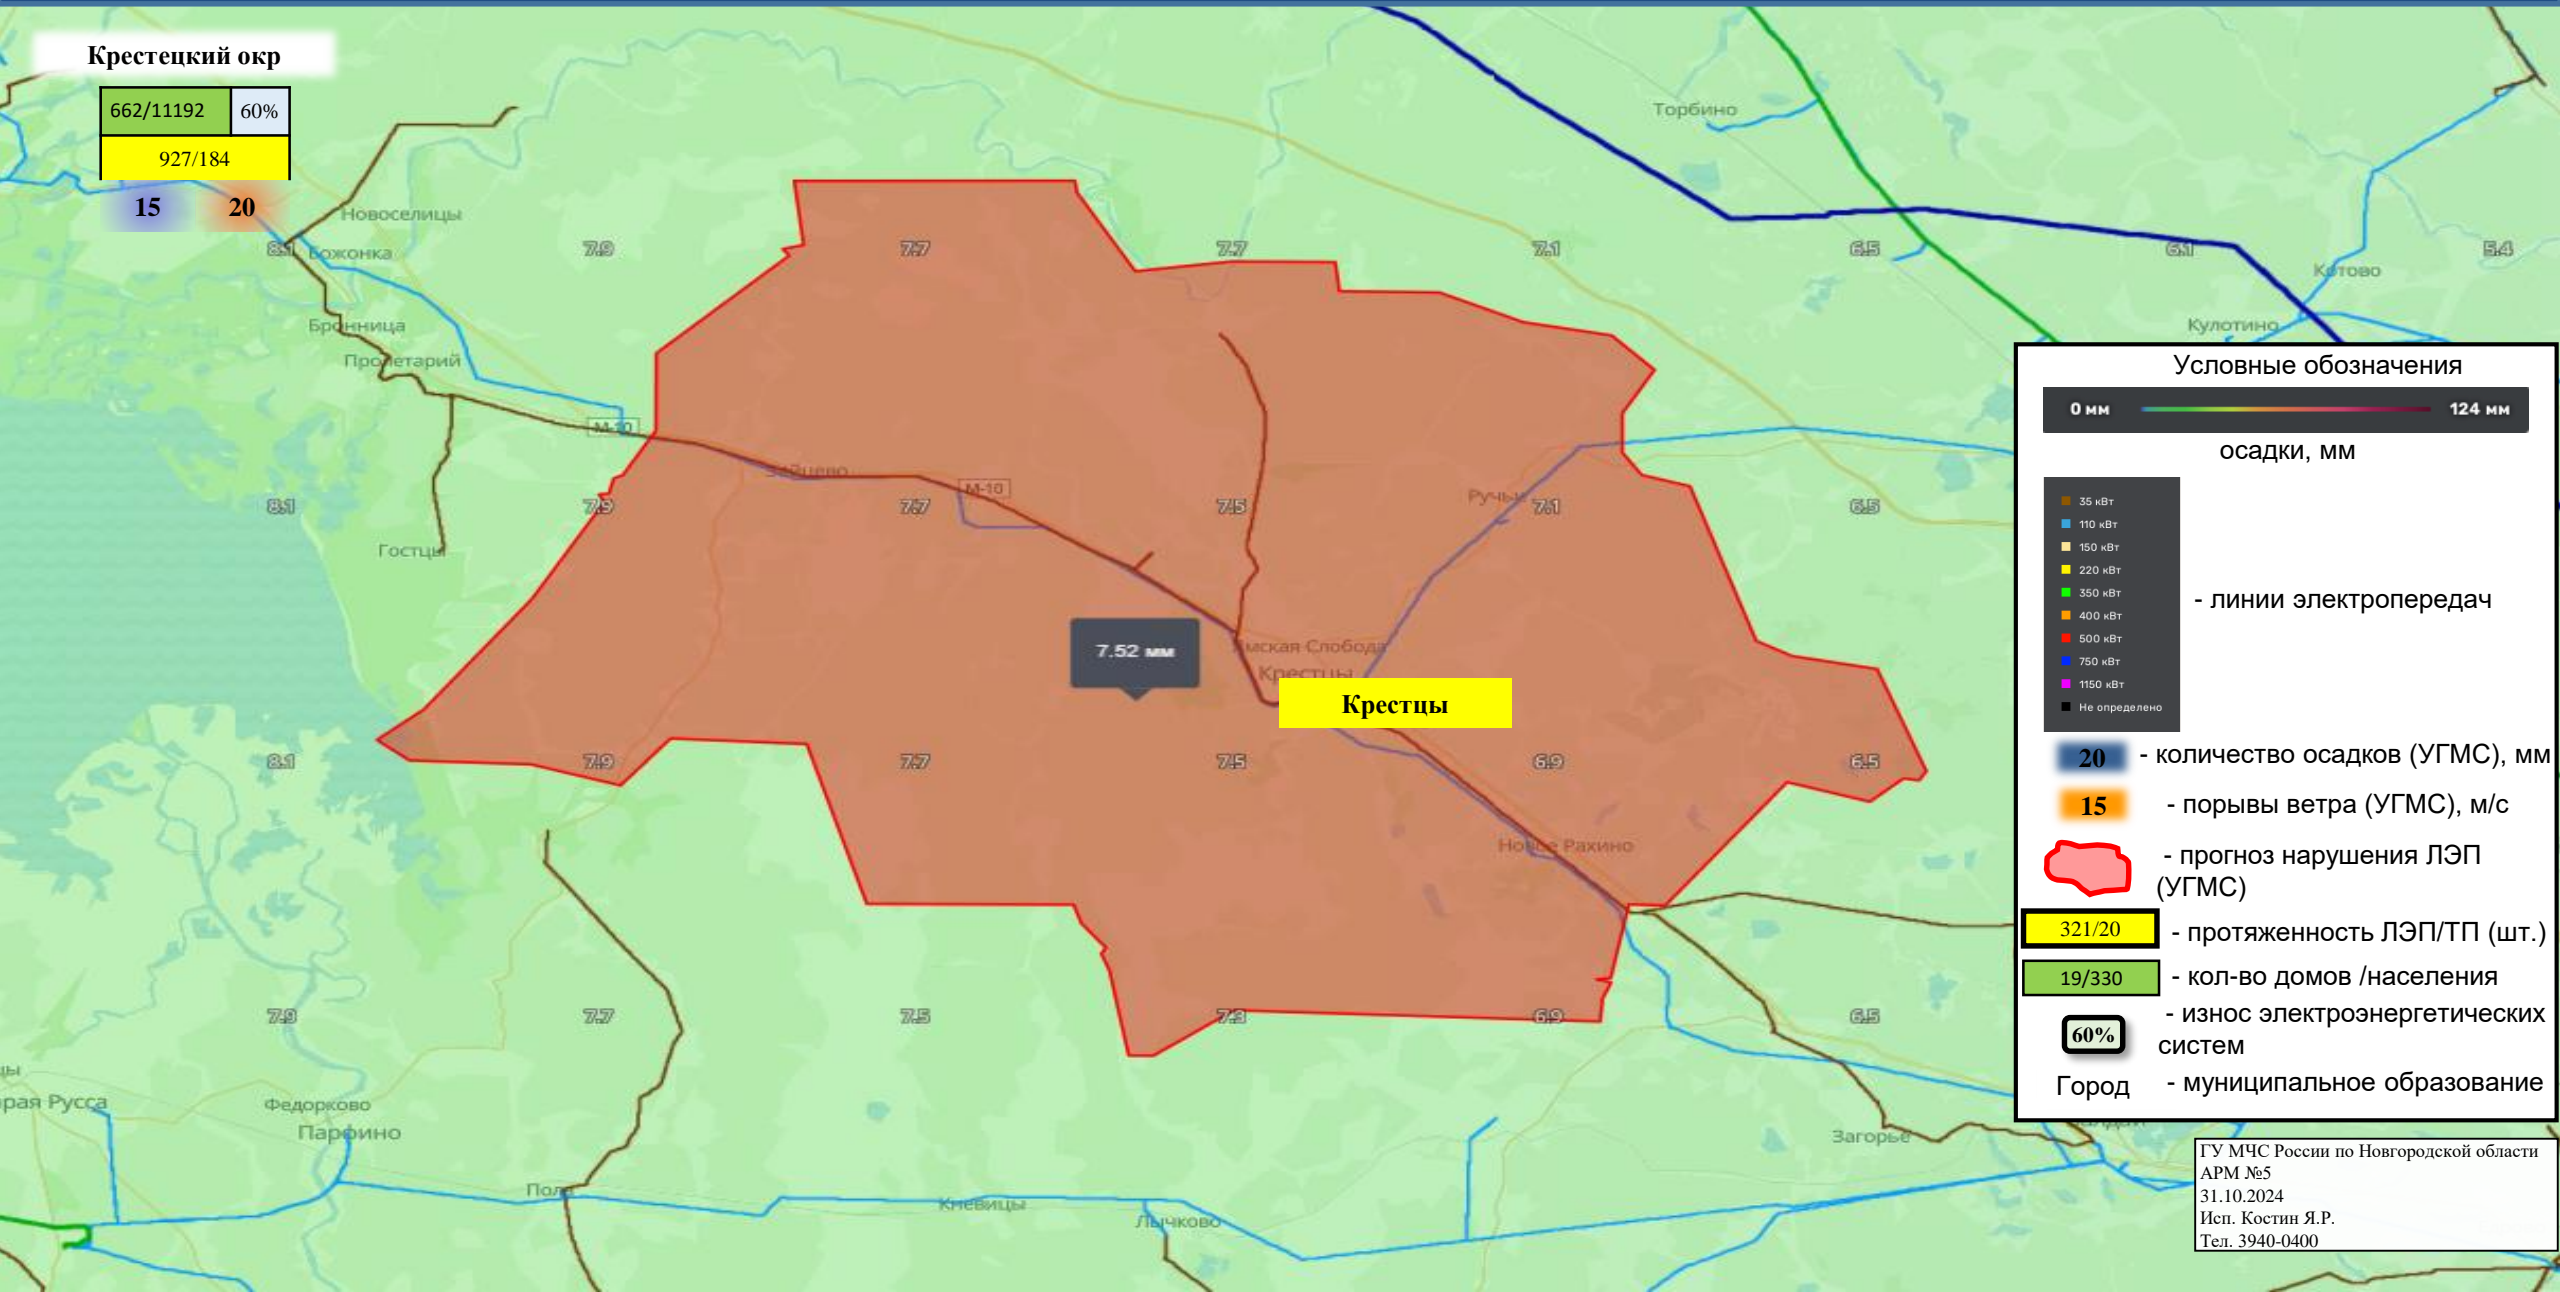 Крестецкий окр
662/11192 60%
927/184
15 20
Торбино
Новоселицы
Божонка
8.1 7.9 7.7 7.7 7.1 6.5 6.1 5.4
Котово
Бронница
Кулотино
Пролетарий
М-10
Зайцево
М-10
Ручьи
8.1 7.9 7.7 7.5 7.1 6.5
Гостцы
7.52 мм
Ямская Слобода
Крестцы
Крестцы
8.1 7.9 7.7 7.5 6.9 6.5
Новое Рахино
7.9 7.7 7.5 7.3 6.9 6.5
рая Русса
Федорково
Парфино
Загорье
Пола
Кневицы
Лычково
Условные обозначения
0 мм 124 мм
осадки, мм
35 кВт
110 кВт
150 кВт
220 кВт
350 кВт
400 кВт
500 кВт
750 кВт
1150 кВт
Не определено
- линии электропередач
20 - количество осадков (УГМС), мм
15 - порывы ветра (УГМС), м/с
- прогноз нарушения ЛЭП
(УГМС)
321/20 - протяженность ЛЭП/ТП (шт.)
19/330 - кол-во домов /населения
60% - износ электроэнергетических
систем
Город - муниципальное образование
ГУ МЧС России по Новгородской области
АРМ №5
31.10.2024
Исп. Костин Я.Р.
Тел. 3940-0400